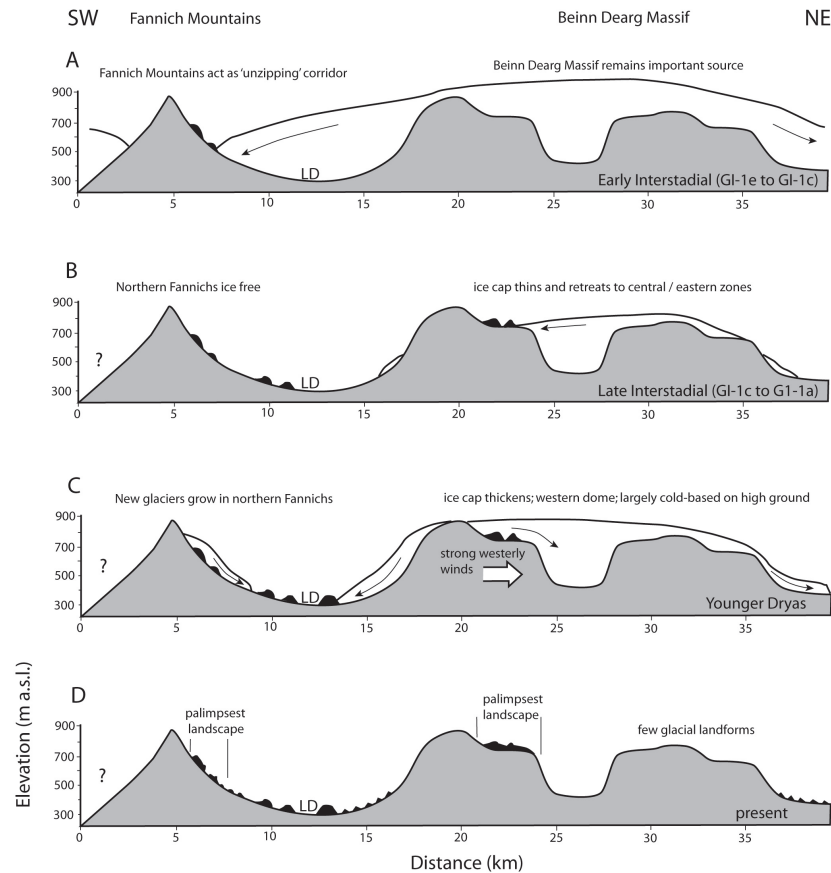 SW Fannich Mountains Beinn Dearg Massif NE
A
Fannich Mountains act as 'unzipping' corridor
Beinn Dearg Massif remains important source
900
700
500
300
LD
Early Interstadial (GI-1e to GI-1c)
0 5 10 15 20 25 30 35
B
Northern Fannichs ice free
ice cap thins and retreats to central / eastern zones
900
700
500
300
?
LD
Late Interstadial (GI-1c to G1-1a)
0 5 10 15 20 25 30 35
C
New glaciers grow in northern Fannichs
ice cap thickens; western dome; largely cold-based on high ground
900
700
500
300
?
LD
strong westerly
winds
Younger Dryas
0 5 10 15 20 25 30 35
D
palimpsest
landscape
palimpsest
landscape
few glacial landforms
900
700
500
300
?
LD
present
0 5 10 15 20 25 30 35
Elevation (m a.s.l.)
Distance (km)